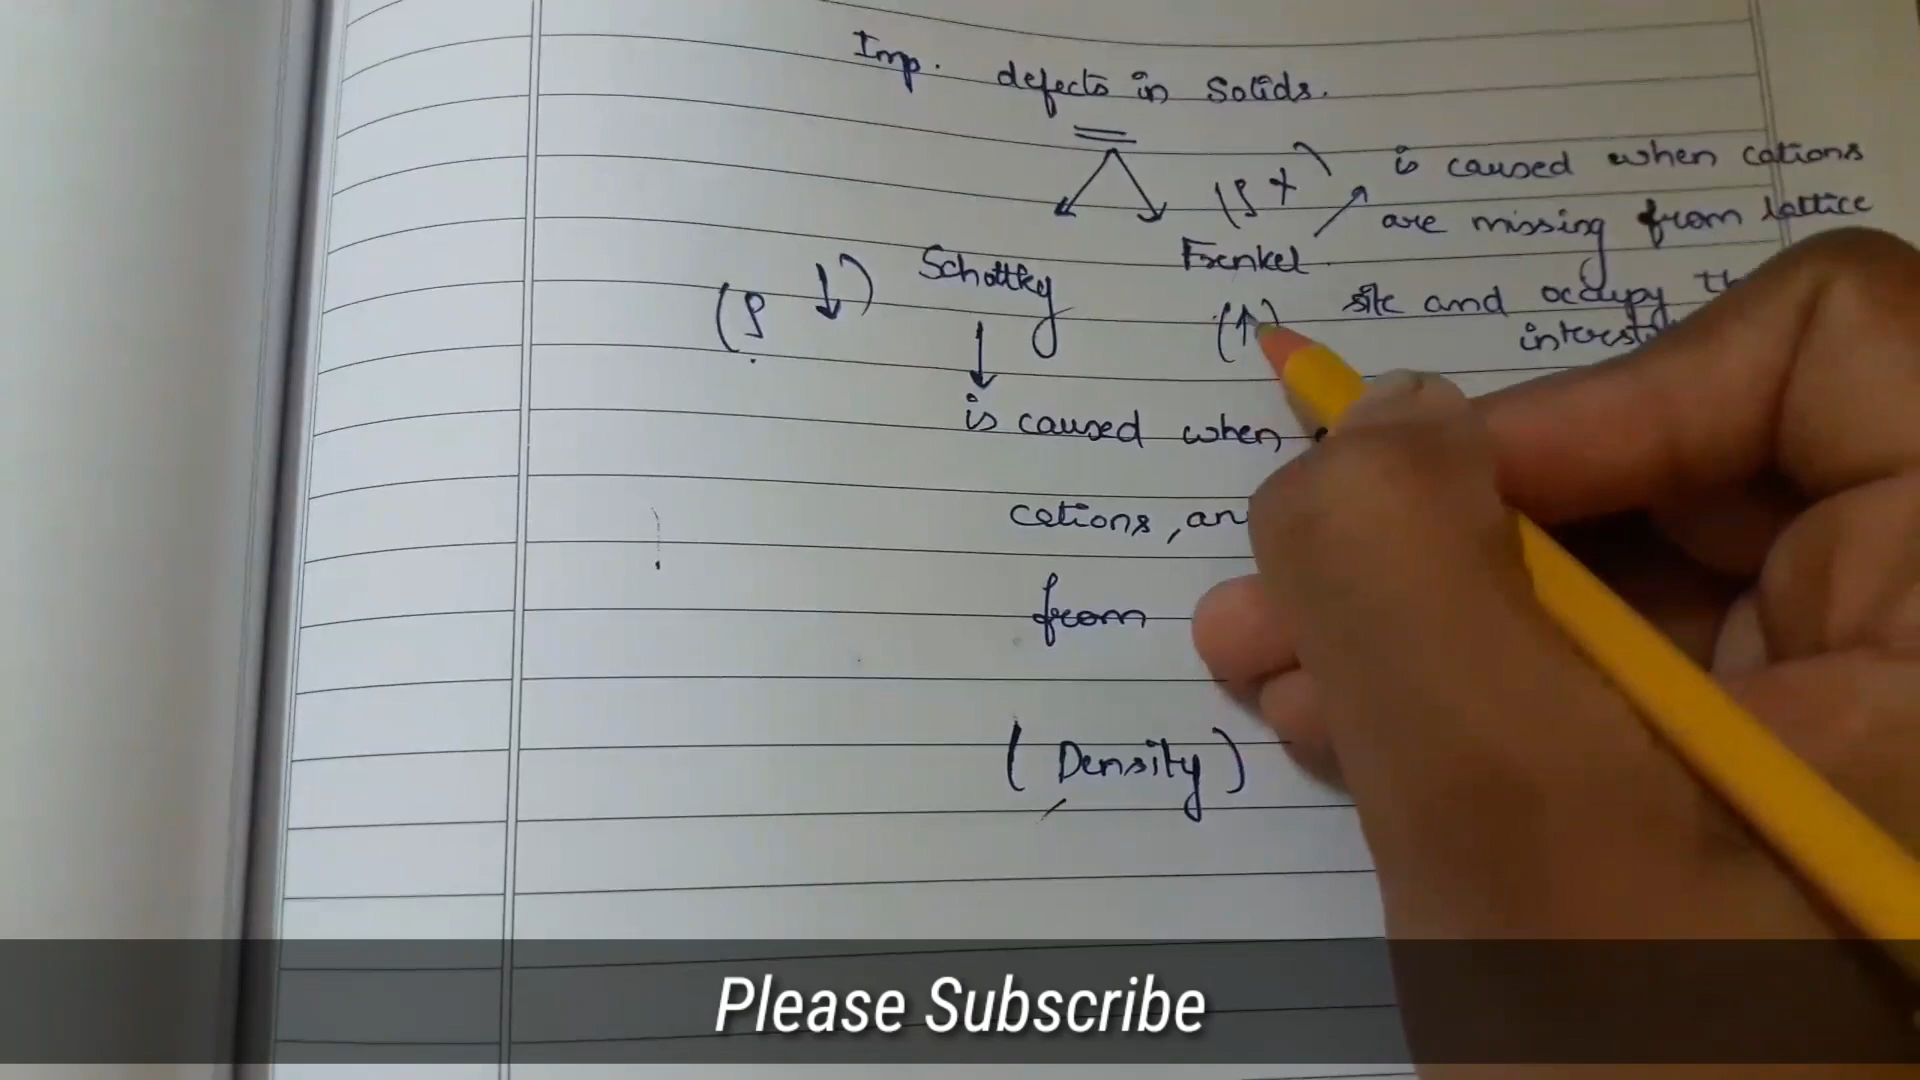 Imp. defects in Solids.
(ρ ×)
is caused when cations
are missing from lattice
Schottky
Frenkel
(ρ ↓)
(↑)
site and occupy
is caused when
cations,
from
(Density)
Please Subscribe